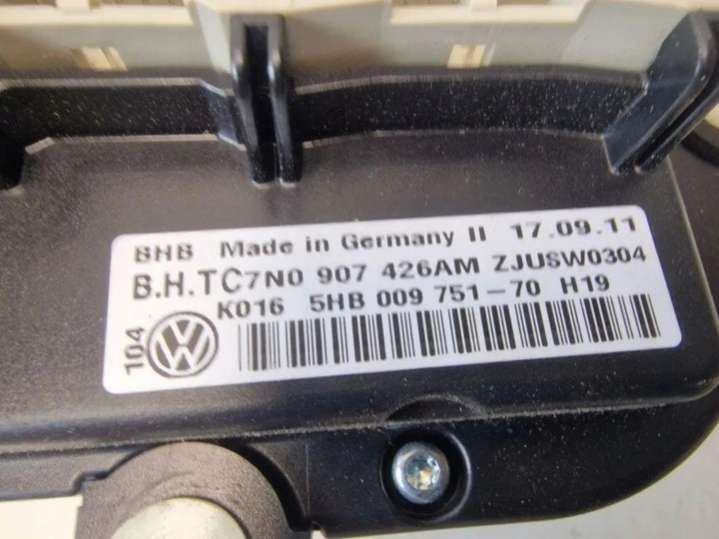 BHB Made in Germany II 17.09.11
B.H.TC7N0 907 426AM ZJUSW0304
K016 5HB 009 751-70 H19
104